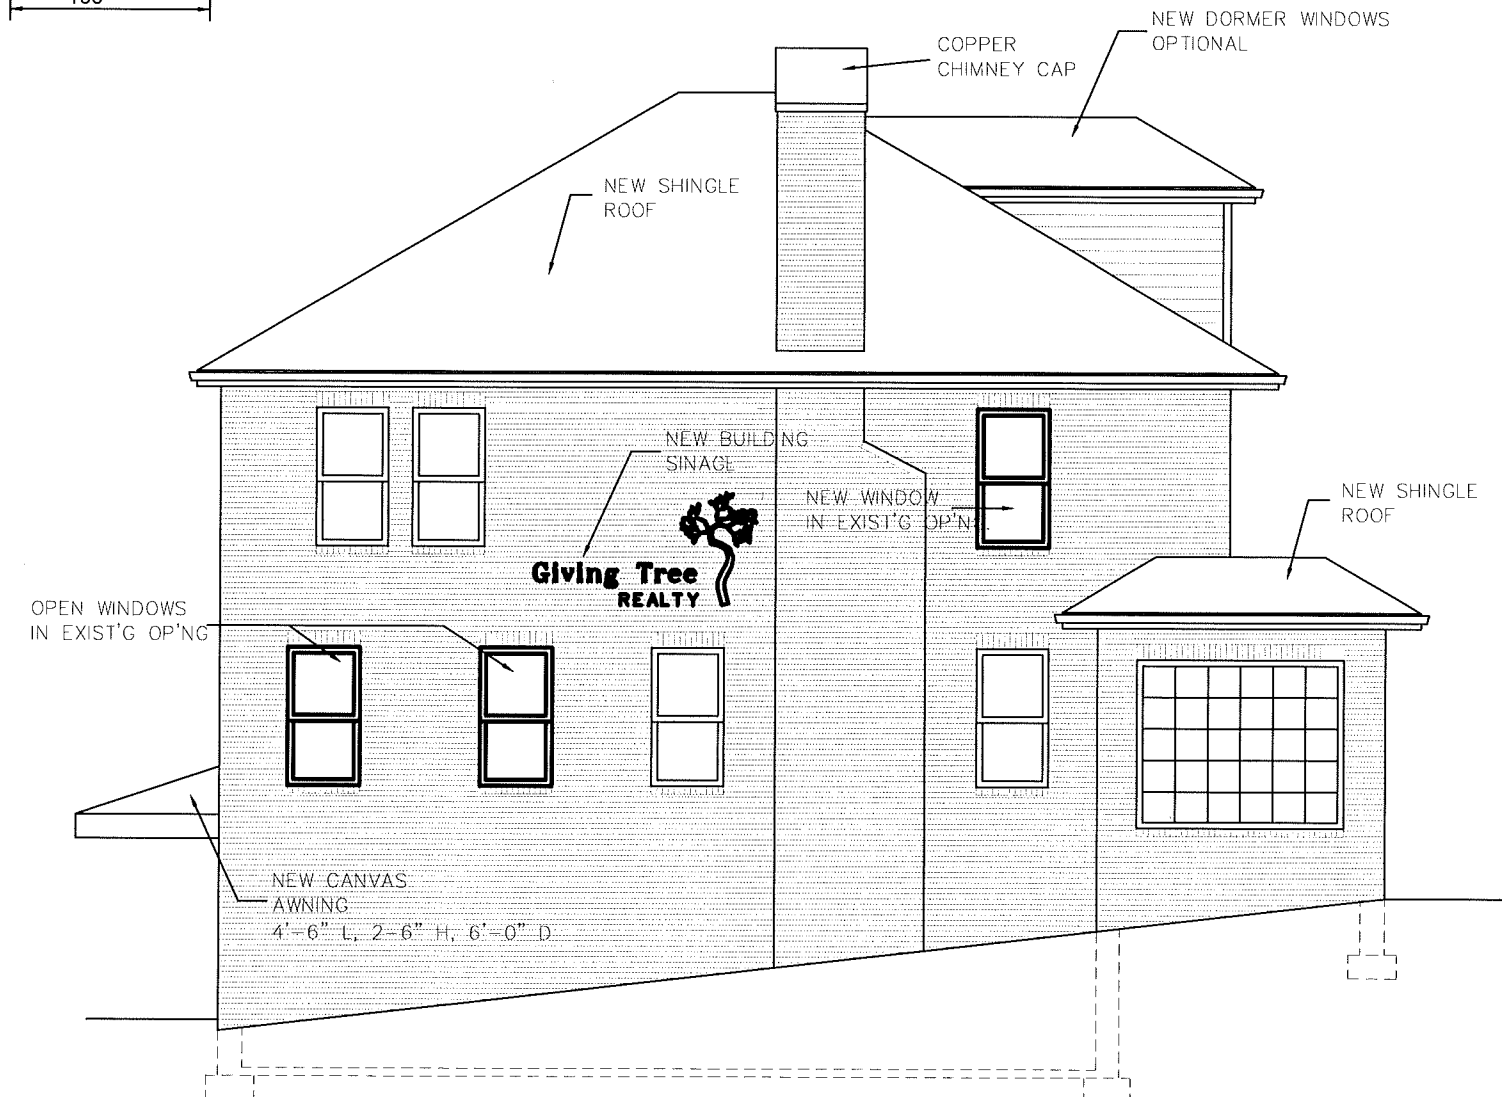 NEW DORMER WINDOWS
OPTIONAL
COPPER
CHIMNEY CAP
NEW SHINGLE
ROOF
NEW BUILDING
SINAGE
NEW WINDOW
IN EXIST'G OP'N
NEW SHINGLE
ROOF
Giving Tree
REALTY
OPEN WINDOWS
IN EXIST'G OP'NG
NEW CANVAS
AWNING
4'-6" L, 2-6" H, 6'-0" D